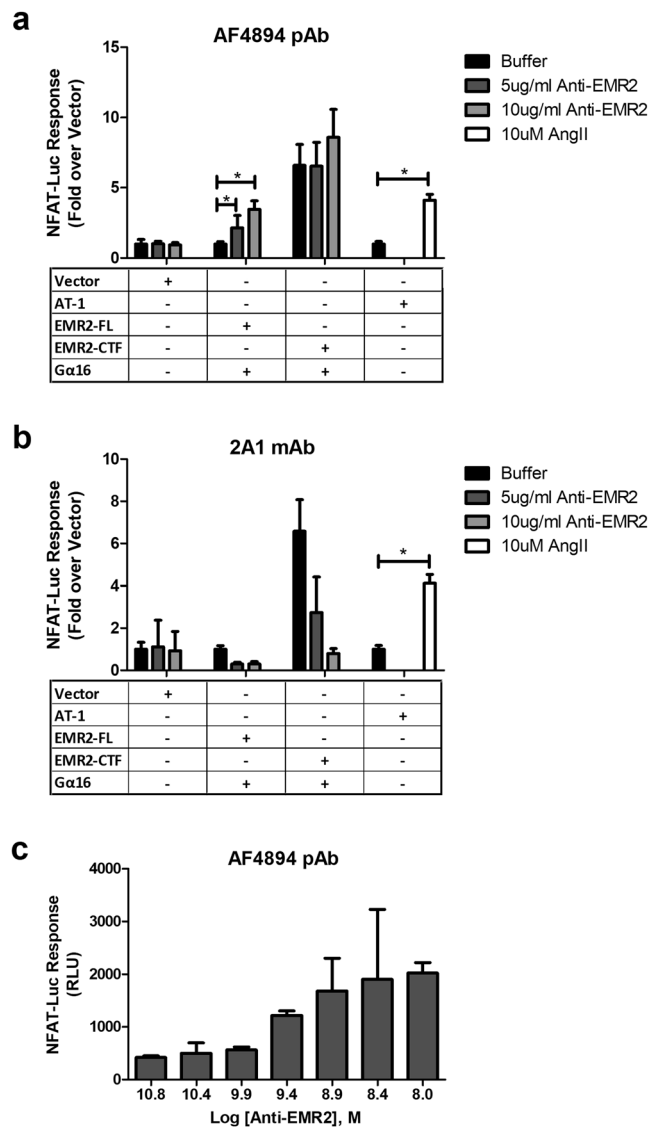 a
AF4894 pAb
NFAT-Luc Response
(Fold over Vector)
15
10
5
0
*
*
*
Buffer
5ug/ml Anti-EMR2
10ug/ml Anti-EMR2
10uM AngII
Vector + - - -
AT-1 - - - +
EMR2-FL - + - -
EMR2-CTF - - + -
Gα16 - + + -
b
2A1 mAb
NFAT-Luc Response
(Fold over Vector)
10
8
6
4
2
0
*
Buffer
5ug/ml Anti-EMR2
10ug/ml Anti-EMR2
10uM AngII
Vector + - - -
AT-1 - - - +
EMR2-FL - + - -
EMR2-CTF - - + -
Gα16 - + + -
c
AF4894 pAb
NFAT-Luc Response
(RLU)
4000
3000
2000
1000
0
10.8 10.4 9.9 9.4 8.9 8.4 8.0
Log [Anti-EMR2], M